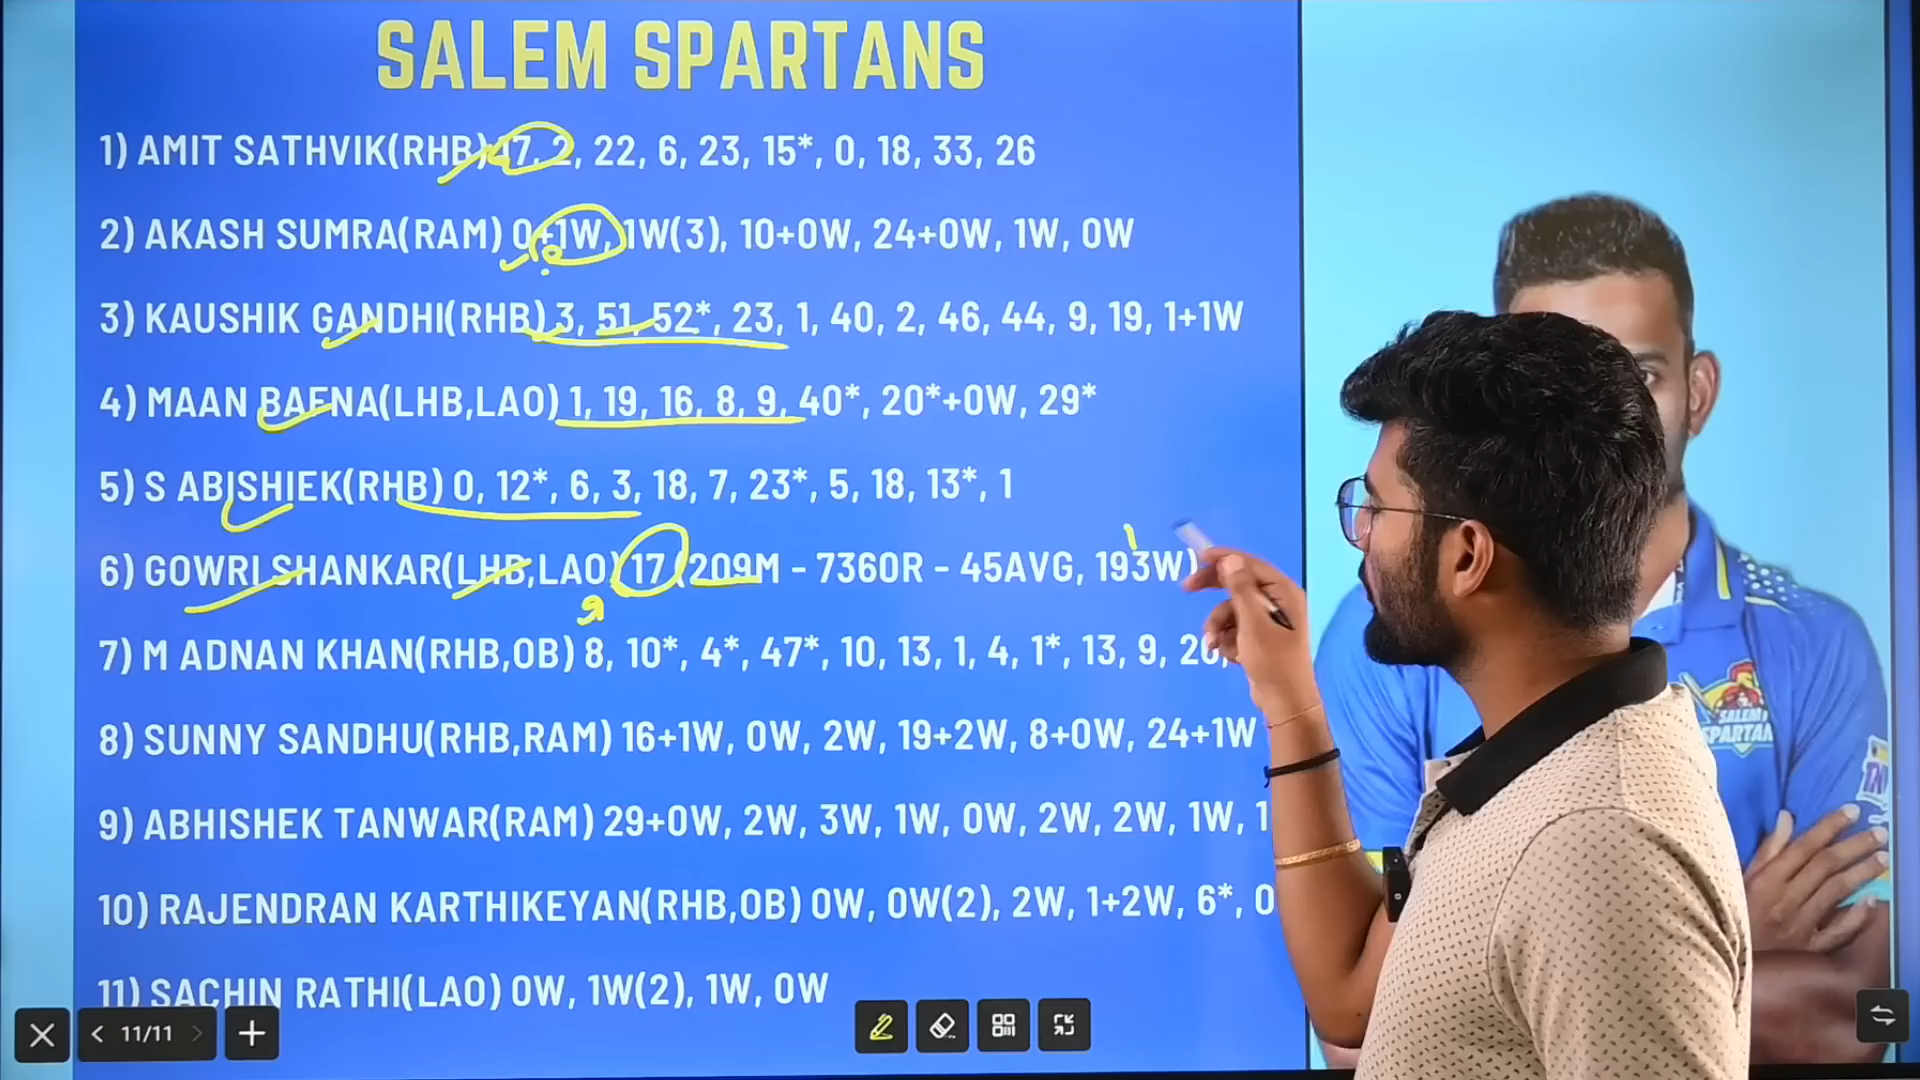 SALEM SPARTANS
1) AMIT SATHVIK(RHB) 47, 2, 22, 6, 23, 15*, 0, 18, 33, 26
2) AKASH SUMRA(RAM) 0+1W, 1W(3), 10+0W, 24+0W, 1W, 0W
3) KAUSHIK GANDHI(RHB) 3, 51, 52*, 23, 1, 40, 2, 46, 44, 9, 19, 1+1W
4) MAAN BAFNA(LHB,LAO) 1, 19, 16, 8, 9, 40*, 20*+0W, 29*
5) S ABISHIEK(RHB) 0, 12*, 6, 3, 18, 7, 23*, 5, 18, 13*, 1
6) GOWRI SHANKAR(LHB,LAO) 17 (209M - 7360R - 45AVG, 193W)
7) M ADNAN KHAN(RHB,OB) 8, 10*, 4*, 47*, 10, 13, 1, 4, 1*, 13, 9, 20,
8) SUNNY SANDHU(RHB,RAM) 16+1W, 0W, 2W, 19+2W, 8+0W, 24+1W
9) ABHISHEK TANWAR(RAM) 29+0W, 2W, 3W, 1W, 0W, 2W, 2W, 1W, 1
10) RAJENDRAN KARTHIKEYAN(RHB,OB) 0W, 0W(2), 2W, 1+2W, 6*, 0
11) SACHIN RATHI(LAO) 0W, 1W(2), 1W, 0W
11/11
SALEM
SPARTAN